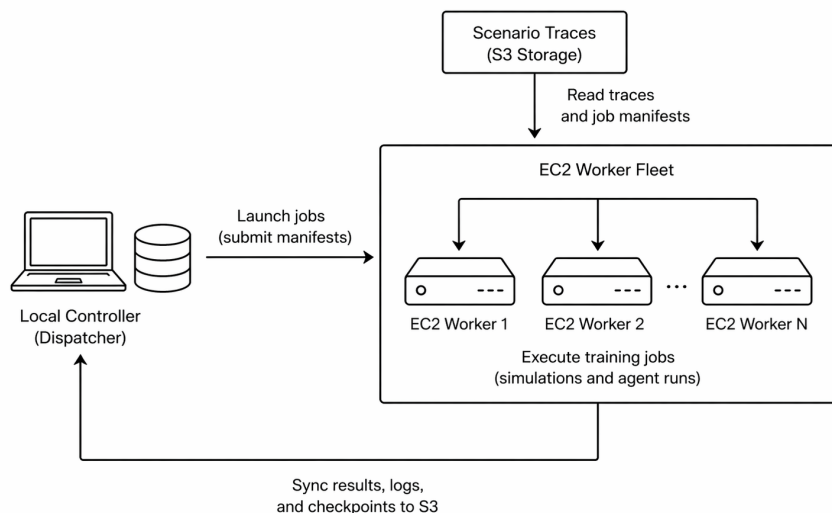 Scenario Traces
(S3 Storage)
Read traces
and job manifests
EC2 Worker Fleet
Launch jobs
(submit manifests)
Local Controller
(Dispatcher)
EC2 Worker 1
EC2 Worker 2
...
EC2 Worker N
Execute training jobs
(simulations and agent runs)
Sync results, logs,
and checkpoints to S3